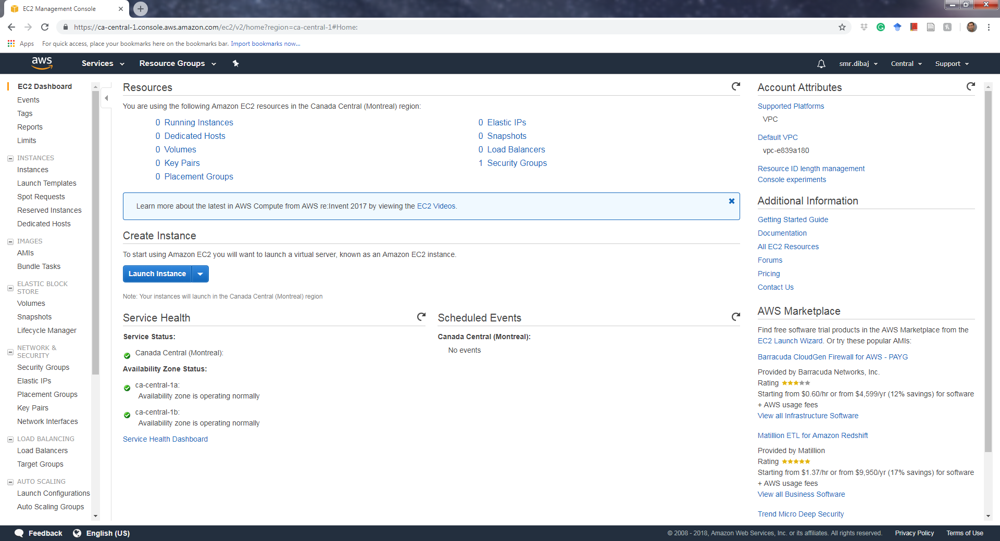 EC2 Management Console
https://ca-central-1.console.aws.amazon.com/ec2/v2/home?region=ca-central-1#Home:
Apps For quick access, place your bookmarks here on the bookmarks bar. Import bookmarks now...
aws Services Resource Groups smr.dibaj Central Support
EC2 Dashboard
Events
Tags
Reports
Limits
INSTANCES
Instances
Launch Templates
Spot Requests
Reserved Instances
Dedicated Hosts
IMAGES
AMIs
Bundle Tasks
ELASTIC BLOCK
STORE
Volumes
Snapshots
Lifecycle Manager
NETWORK &
SECURITY
Security Groups
Elastic IPs
Placement Groups
Key Pairs
Network Interfaces
LOAD BALANCING
Load Balancers
Target Groups
AUTO SCALING
Launch Configurations
Auto Scaling Groups
Resources
You are using the following Amazon EC2 resources in the Canada Central (Montreal) region:
0 Running Instances
0 Dedicated Hosts
0 Volumes
0 Key Pairs
0 Placement Groups
0 Elastic IPs
0 Snapshots
0 Load Balancers
1 Security Groups
Learn more about the latest in AWS Compute from AWS re:Invent 2017 by viewing the EC2 Videos.
Create Instance
To start using Amazon EC2 you will want to launch a virtual server, known as an Amazon EC2 instance.
Launch Instance
Note: Your instances will launch in the Canada Central (Montreal) region
Service Health
Service Status:
Canada Central (Montreal):
Availability Zone Status:
ca-central-1a:
Availability zone is operating normally
ca-central-1b:
Availability zone is operating normally
Service Health Dashboard
Scheduled Events
Canada Central (Montreal):
No events
Account Attributes
Supported Platforms
VPC
Default VPC
vpc-e839a180
Resource ID length management
Console experiments
Additional Information
Getting Started Guide
Documentation
All EC2 Resources
Forums
Pricing
Contact Us
AWS Marketplace
Find free software trial products in the AWS Marketplace from the
EC2 Launch Wizard. Or try these popular AMIs:
Barracuda CloudGen Firewall for AWS - PAYG
Provided by Barracuda Networks, Inc.
Rating
Starting from $0.60/hr or from $4,599/yr (12% savings) for software
+ AWS usage fees
View all Infrastructure Software
Matillion ETL for Amazon Redshift
Provided by Matillion
Rating
Starting from $1.37/hr or from $9,950/yr (17% savings) for software
+ AWS usage fees
View all Business Software
Trend Micro Deep Security
Feedback English (US) © 2008 - 2018, Amazon Web Services, Inc. or its affiliates. All rights reserved. Privacy Policy Terms of Use